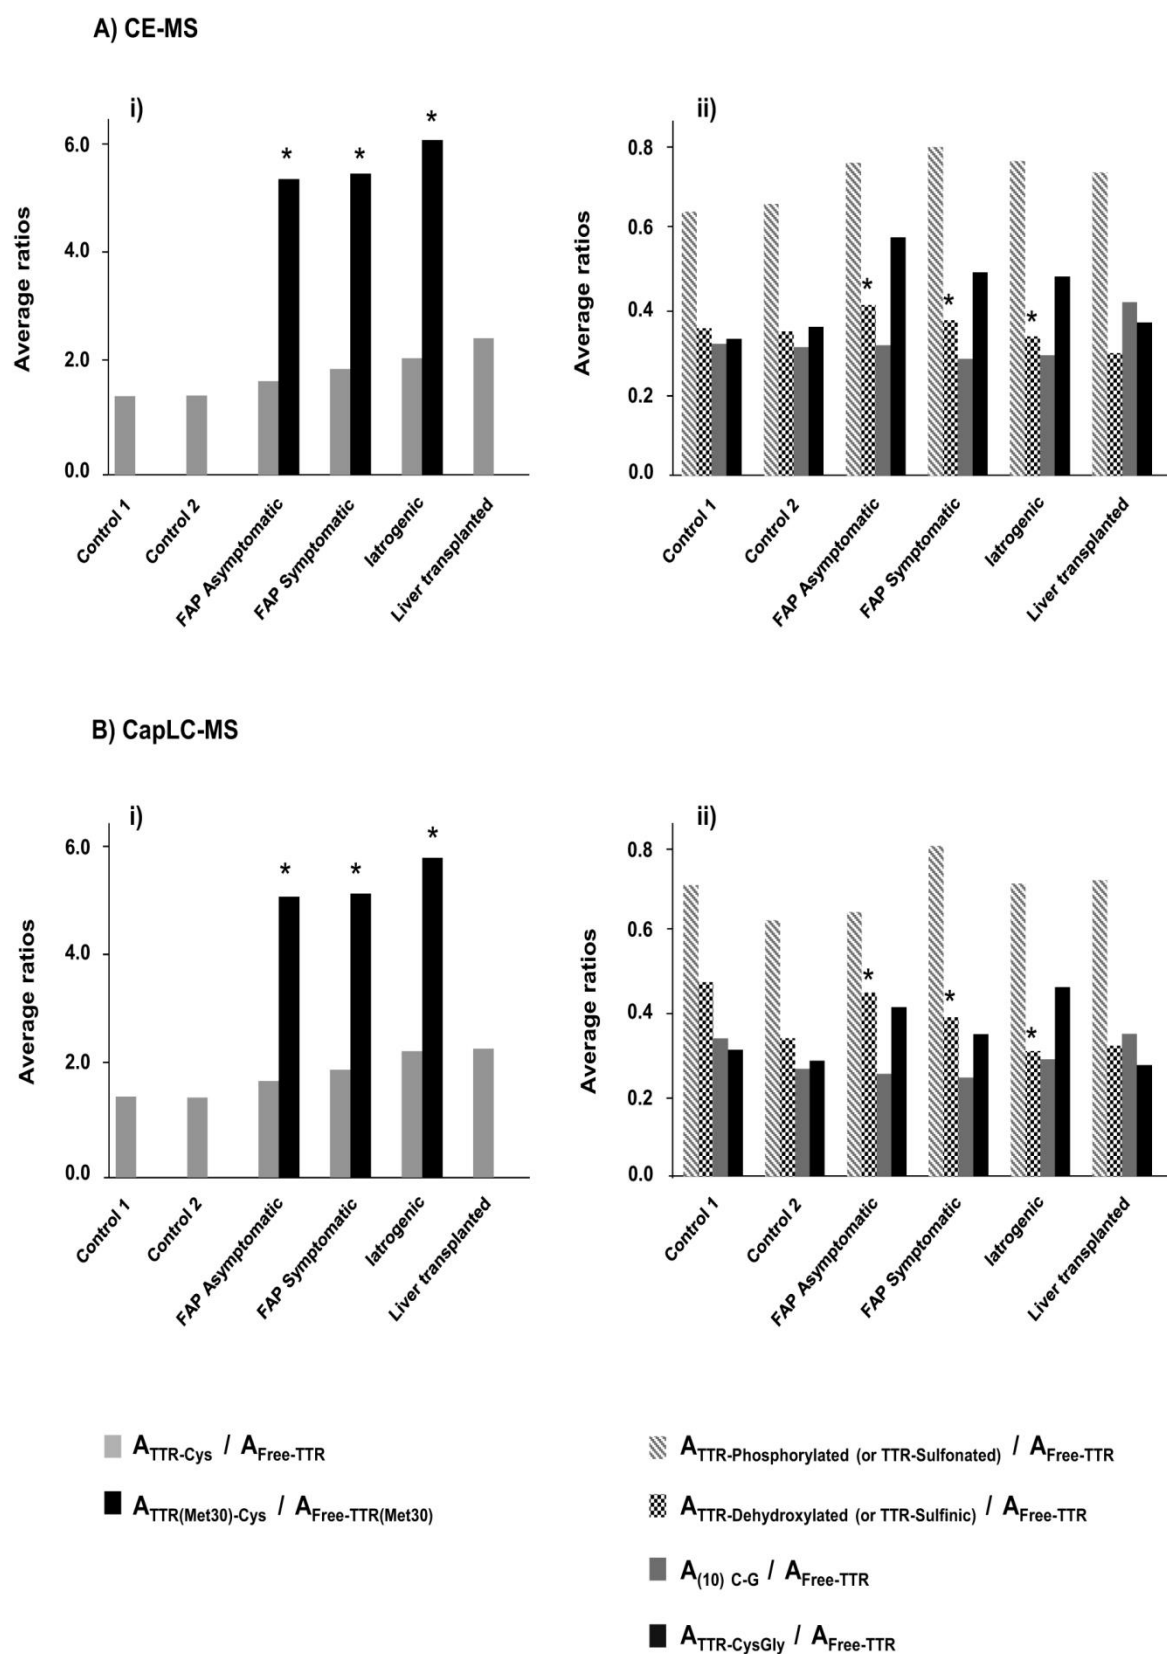 A) CE-MS
i)
6.0
4.0
2.0
0.0
Average ratios
*
*
*
Control 1
Control 2
FAP Asymptomatic
FAP Symptomatic
Iatrogenic
Liver transplanted
ii)
0.8
0.6
0.4
0.2
0.0
Average ratios
*
*
*
Control 1
Control 2
FAP Asymptomatic
FAP Symptomatic
Iatrogenic
Liver transplanted
B) CapLC-MS
i)
6.0
4.0
2.0
0.0
Average ratios
*
*
*
Control 1
Control 2
FAP Asymptomatic
FAP Symptomatic
Iatrogenic
Liver transplanted
ii)
0.8
0.6
0.4
0.2
0.0
Average ratios
*
*
*
Control 1
Control 2
FAP Asymptomatic
FAP Symptomatic
Iatrogenic
Liver transplanted
ATTR-Cys / AFree-TTR
ATTR(Met30)-Cys / AFree-TTR(Met30)
ATTR-Phosphorylated (or TTR-Sulfonated) / AFree-TTR
ATTR-Dehydroxylated (or TTR-Sulfinic) / AFree-TTR
A(10) C-G / AFree-TTR
ATTR-CysGly / AFree-TTR